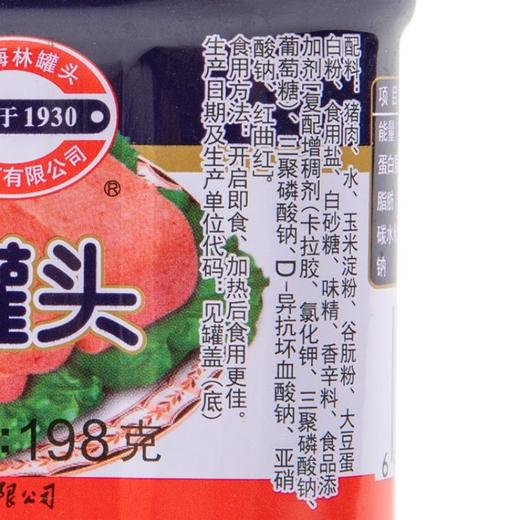 梅林罐头
于1930
有限公司
®
罐头
:198克
限公司
配料：猪肉、水、玉米淀粉、谷朊粉、大豆蛋
白粉、食用盐、白砂糖、味精、香辛料、食品添
加剂[复配增稠剂(卡拉胶、氯化钾、三聚磷酸钠、
葡萄糖)、三聚磷酸钠、D-异抗坏血酸钠、亚硝
酸钠、红曲红]。
食用方法：开启即食、加热后食用更佳。
生产日期及生产单位代码：见罐盖(底)
项目
能量
蛋白
脂肪
碳水
钠
6